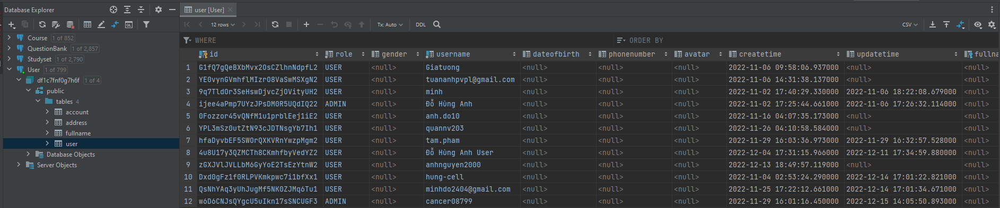 Database Explorer
user [User]
12 rows
Tx: Auto
DDL
CSV
Course 1 of 852
QuestionBank 1 of 2,857
Studyset 1 of 2,790
User 1 of 799
df1c7fnf0g7h6f 1 of 4
public
tables 4
account
address
fullname
user
Database Objects
Server Objects
WHERE
ORDER BY
id role gender username dateofbirth phonenumber avatar createtime updatetime fullna
1 G1fQ7gQeBXbMvx2OsCZlhnNdpfL2 USER <null> Giatuong <null> <null> <null> 2022-11-06 09:58:06.937000 <null> <null>
2 YE0vynGVmhflMIzrO8VaSwMSXgN2 USER <null> tuananhpvpl@gmail.com <null> <null> <null> 2022-11-06 14:31:38.137000 <null> <null>
3 9q7TldOr3SeHswDjvcZjOVityUH2 USER <null> minh <null> <null> <null> 2022-11-02 17:40:29.330000 2022-11-06 18:22:08.679000 <null>
4 ijee4aPmp7UYzJPsDM0R5UQdIQ22 ADMIN <null> Đỗ Hùng Anh <null> <null> <null> 2022-11-02 17:25:44.661000 2022-11-06 17:26:32.114000 <null>
5 0Fozzor45vQNfM1u1prblEej1iE2 USER <null> anh.do10 <null> <null> <null> 2022-11-16 04:07:35.173000 <null> <null>
6 YPL3mSz0utZtN93cJDTNsgYb7Ih1 USER <null> quannv203 <null> <null> <null> 2022-11-26 04:10:58.584000 <null> <null>
7 hfaDyvbEF5SWOrQXKVRnYwzpMgm2 USER <null> tam.pham <null> <null> <null> 2022-11-29 16:03:36.973000 2022-11-29 16:32:57.528000 <null>
8 4u8U17y3QZMCTh8CKmhfbyVedYZ2 USER <null> Đỗ Hùng Anh User <null> <null> <null> 2022-12-04 17:31:15.966000 2022-12-11 17:34:59.880000 <null>
9 zGXJVlJVLLbM6GyYoE2TsEzYtnW2 USER <null> anhnguyen2000 <null> <null> <null> 2022-12-13 18:49:57.119000 <null> <null>
10 Dxd0gFz1f0RLPVKmkpwc7i1bfXx1 USER <null> hung-cell <null> <null> <null> 2022-11-04 02:53:24.290000 2022-12-14 17:01:22.821000 <null>
11 QsNhYAq3yUhJugMf5NK0ZJMq6Tu1 USER <null> minhdo2404@gmail.com <null> <null> <null> 2022-11-25 17:22:12.661000 2022-12-14 17:01:34.671000 <null>
12 w6D6CNJsQYgcU5uIkn17sSNCUGF3 ADMIN <null> cancer08799 <null> <null> <null> 2022-11-29 16:01:16.450000 2022-12-15 14:05:50.893000 <null>